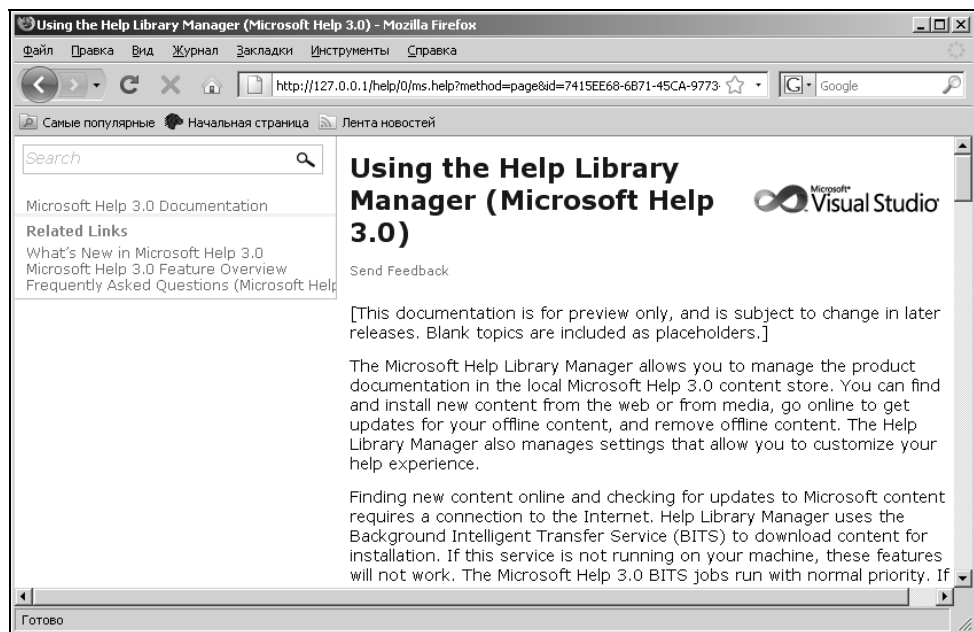 Using the Help Library Manager (Microsoft Help 3.0) - Mozilla Firefox
Файл Правка Вид Журнал Закладки Инструменты Справка
http://127.0.0.1/help/0/ms.help?method=page&id=7415EE68-6B71-45CA-9773-
G Google
Самые популярные Начальная страница Лента новостей
Search
Microsoft Help 3.0 Documentation
Related Links
What's New in Microsoft Help 3.0
Microsoft Help 3.0 Feature Overview
Frequently Asked Questions (Microsoft Help
Using the Help Library
Manager (Microsoft Help
3.0)
Microsoft
Visual Studio
Send Feedback
[This documentation is for preview only, and is subject to change in later
releases. Blank topics are included as placeholders.]
The Microsoft Help Library Manager allows you to manage the product
documentation in the local Microsoft Help 3.0 content store. You can find
and install new content from the web or from media, go online to get
updates for your offline content, and remove offline content. The Help
Library Manager also manages settings that allow you to customize your
help experience.
Finding new content online and checking for updates to Microsoft content
requires a connection to the Internet. Help Library Manager uses the
Background Intelligent Transfer Service (BITS) to download content for
installation. If this service is not running on your machine, these features
will not work. The Microsoft Help 3.0 BITS jobs run with normal priority. If
Готово